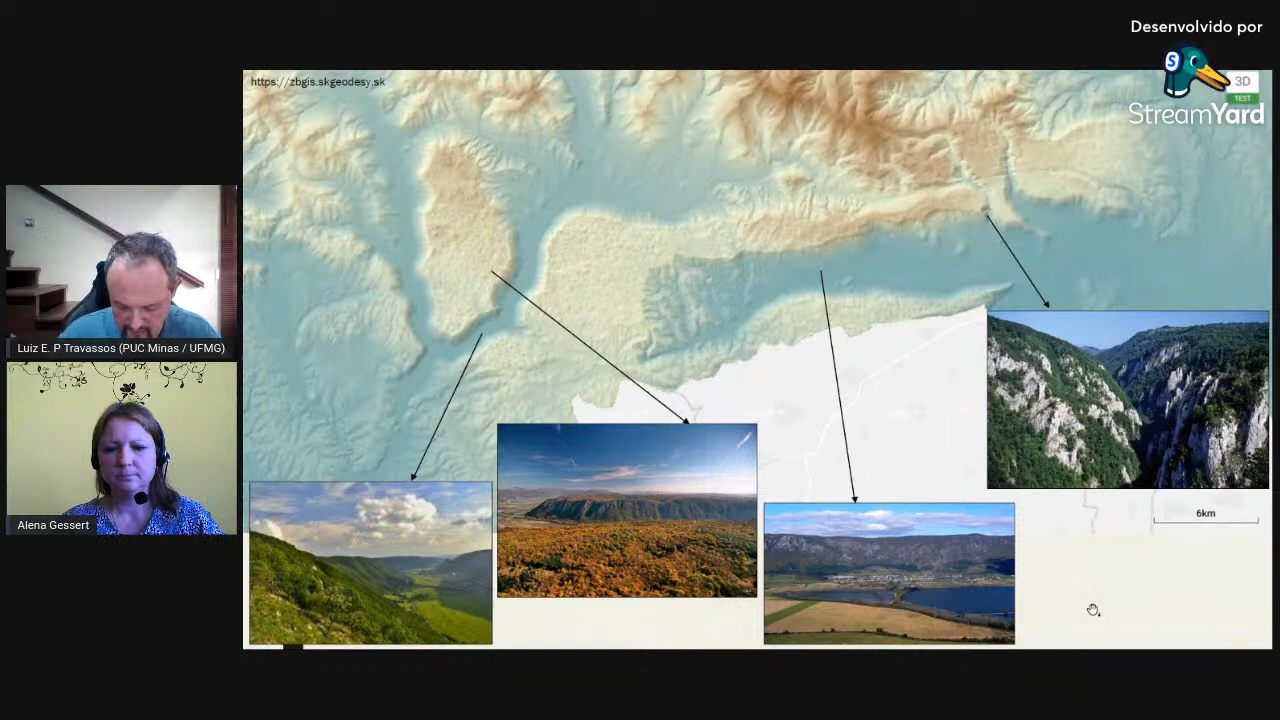 Desenvolvido por
StreamYard
https://zbgis.skgeodesy.sk
3D
TEST
Luiz E. P Travassos (PUC Minas / UFMG)
Alena Gessert
6km